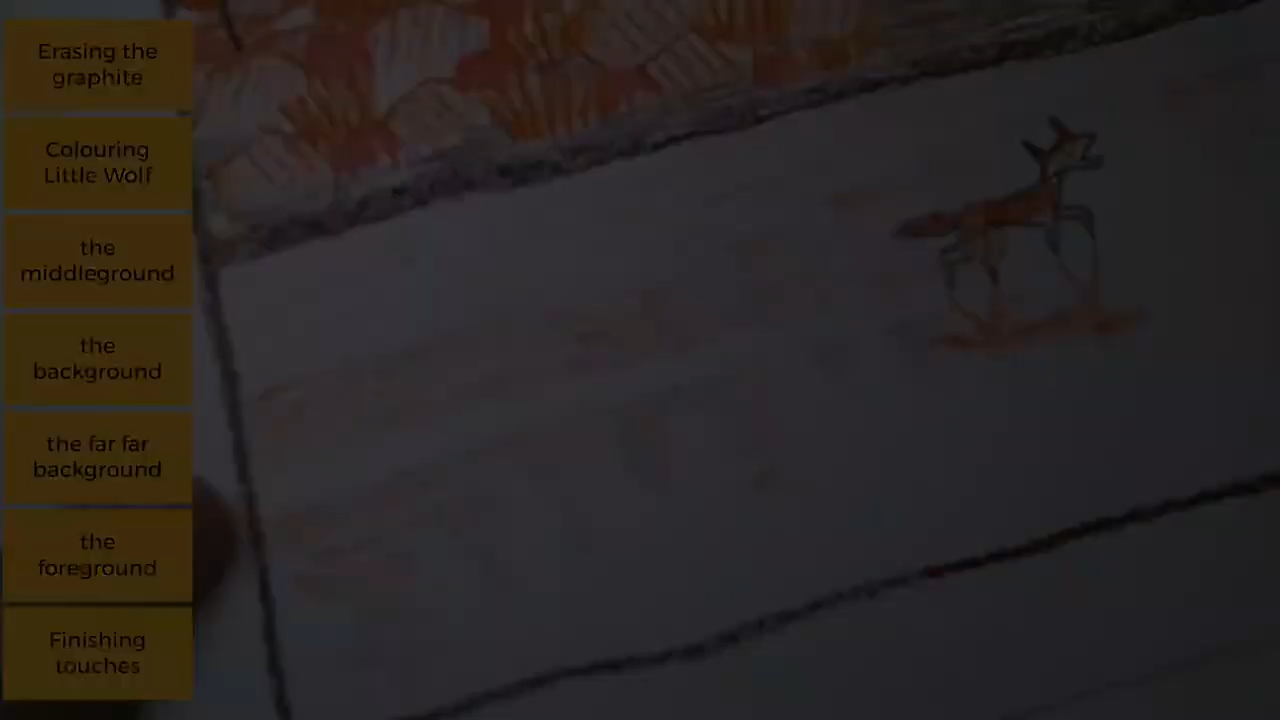 Erasing the
graphite
Colouring
Little Wolf
the
middleground
the
background
the far far
background
the
foreground
Finishing
touches